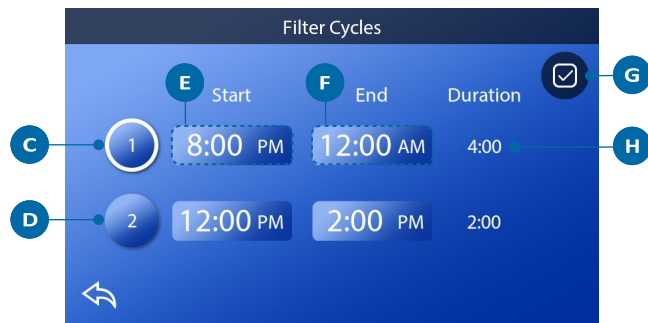 Filter Cycles
E F G
Start End Duration
C 1 8:00 PM 12:00 AM 4:00 H
D 2 12:00 PM 2:00 PM 2:00